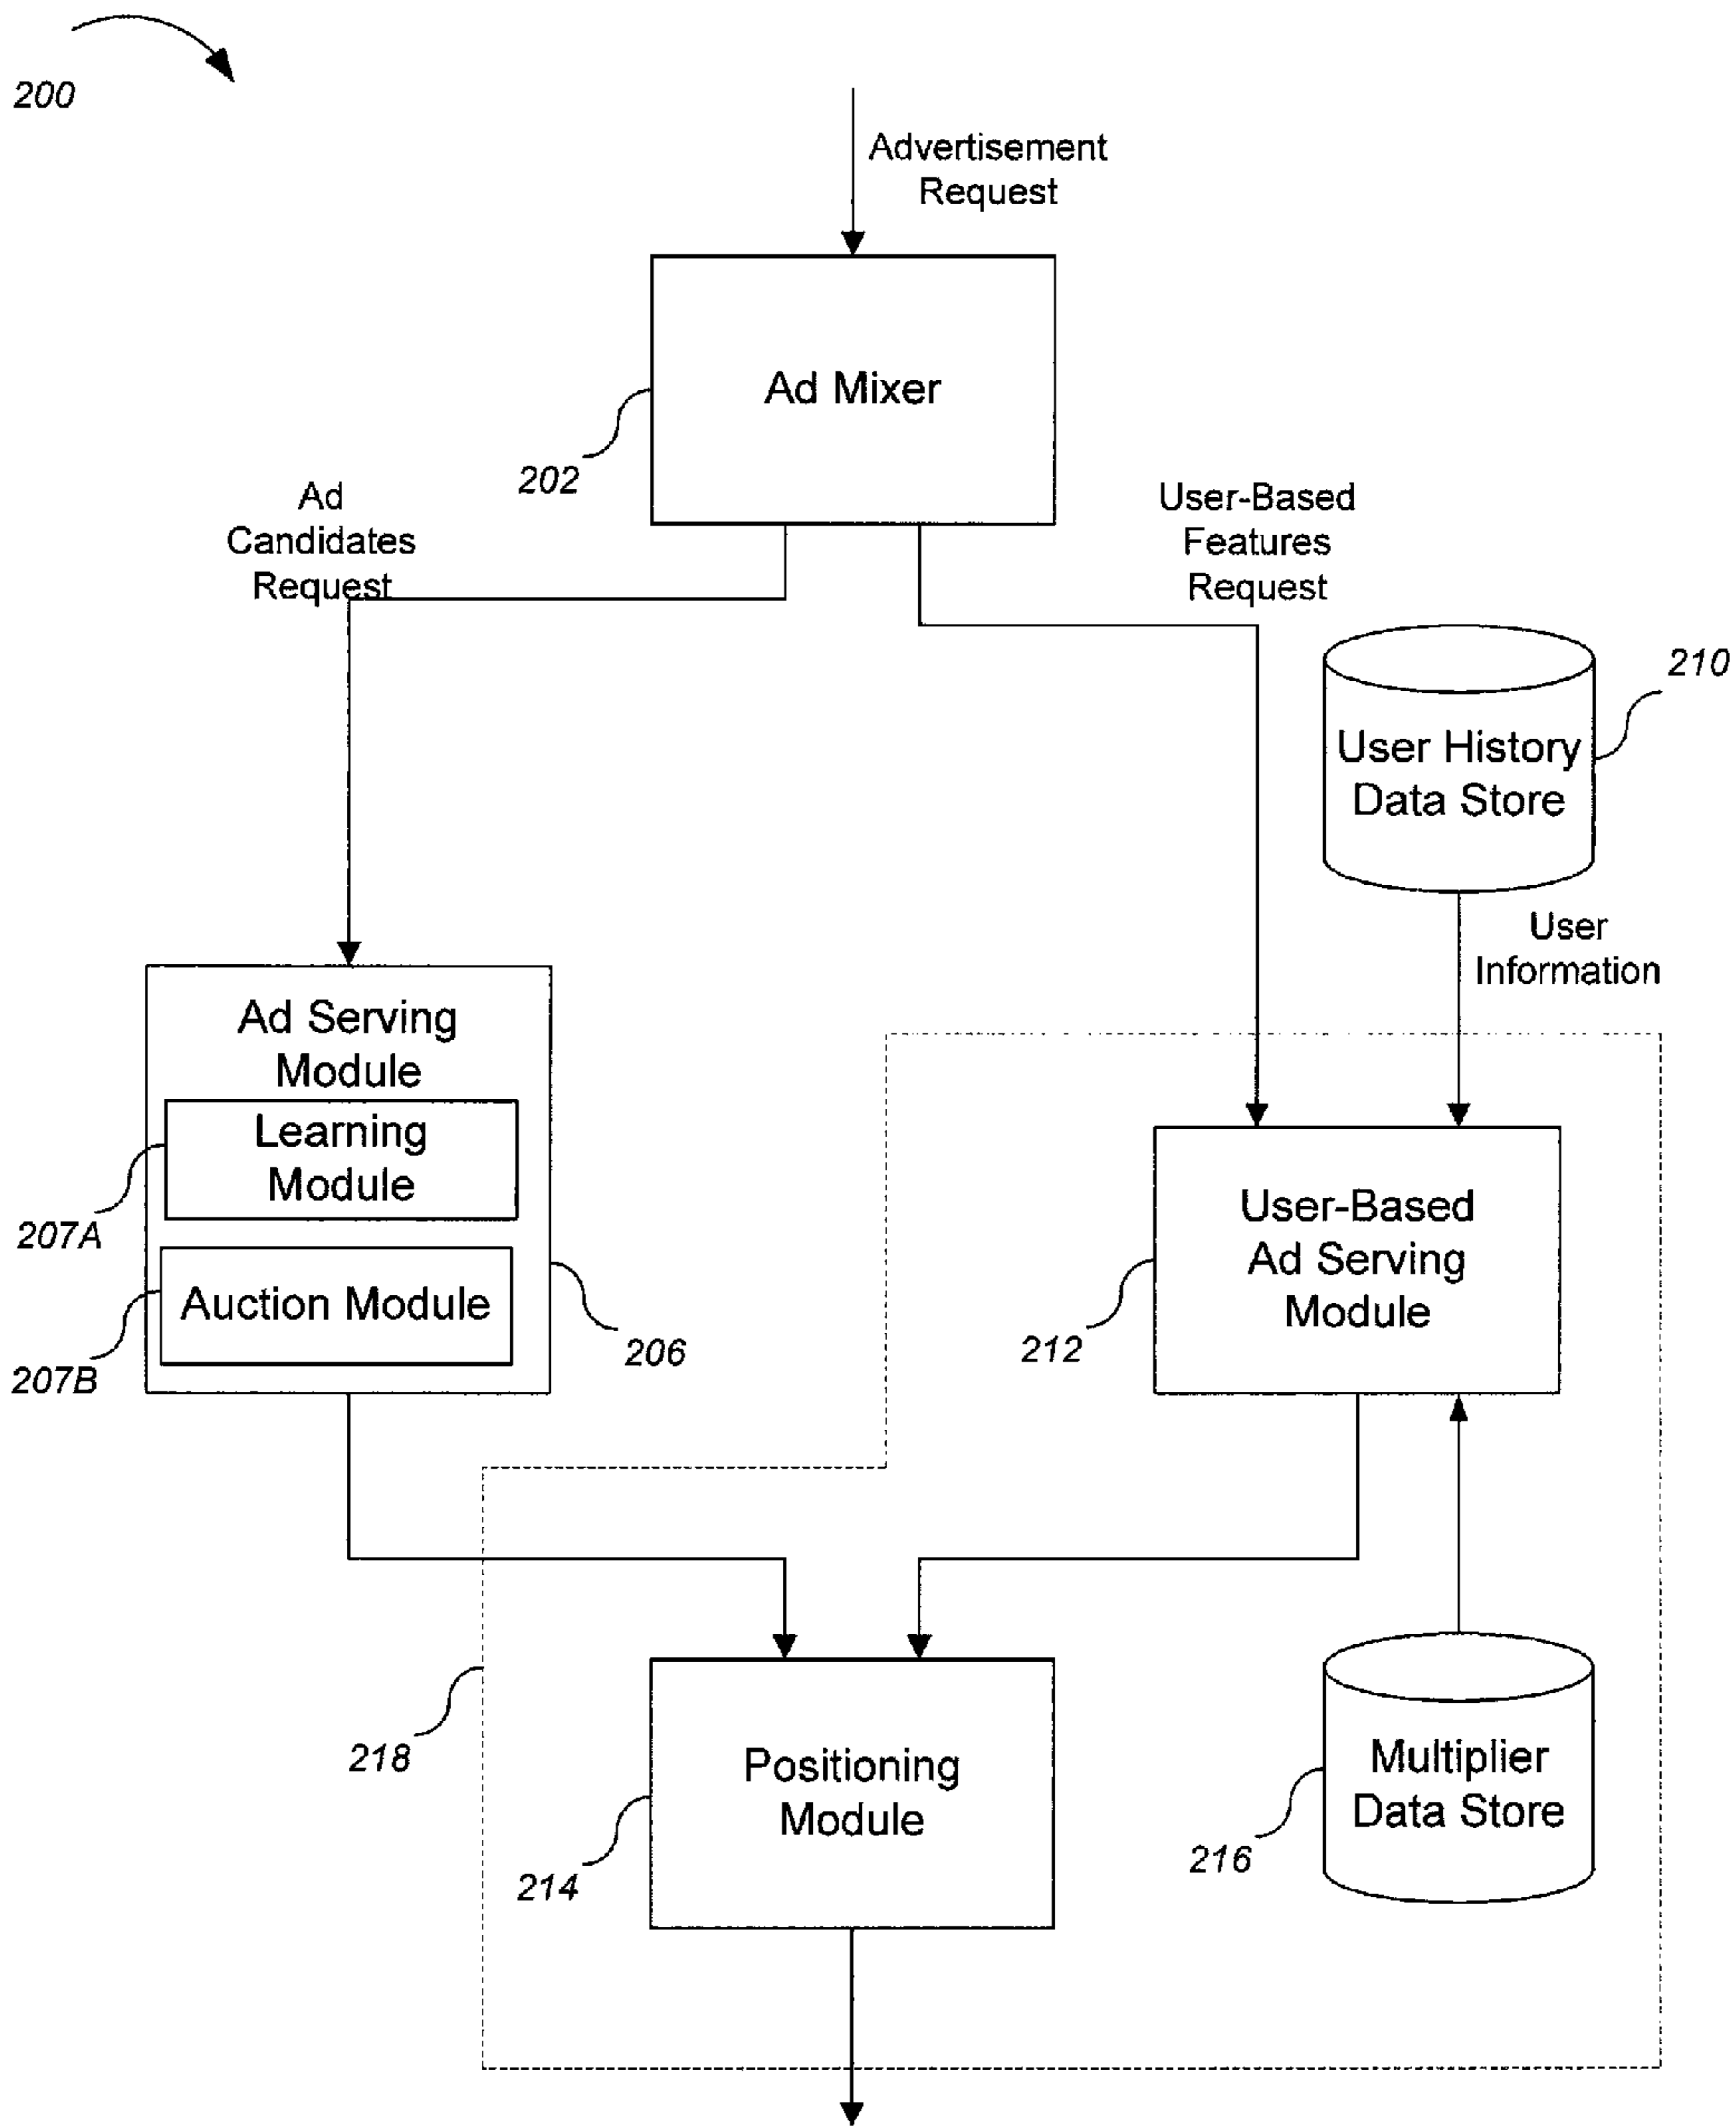 200
Advertisement
Request
Ad Mixer
202
Ad
Candidates
Request
User-Based
Features
Request
210
User History
Data Store
User
Information
Ad Serving
Module
Learning
Module
207A
Auction Module
207B
206
User-Based
Ad Serving
Module
212
218
Positioning
Module
214
Multiplier
Data Store
216